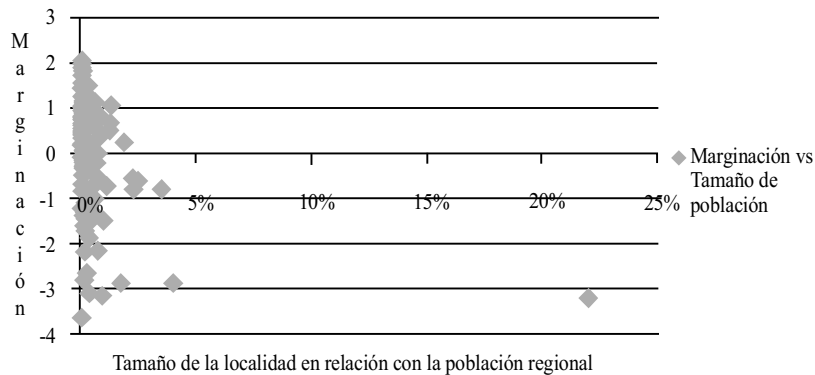 Marginación
3
2
1
0
-1
-2
-3
-4
0% 5% 10% 15% 20% 25%
Marginación vs
Tamaño de
población
Tamaño de la localidad en relación con la población regional